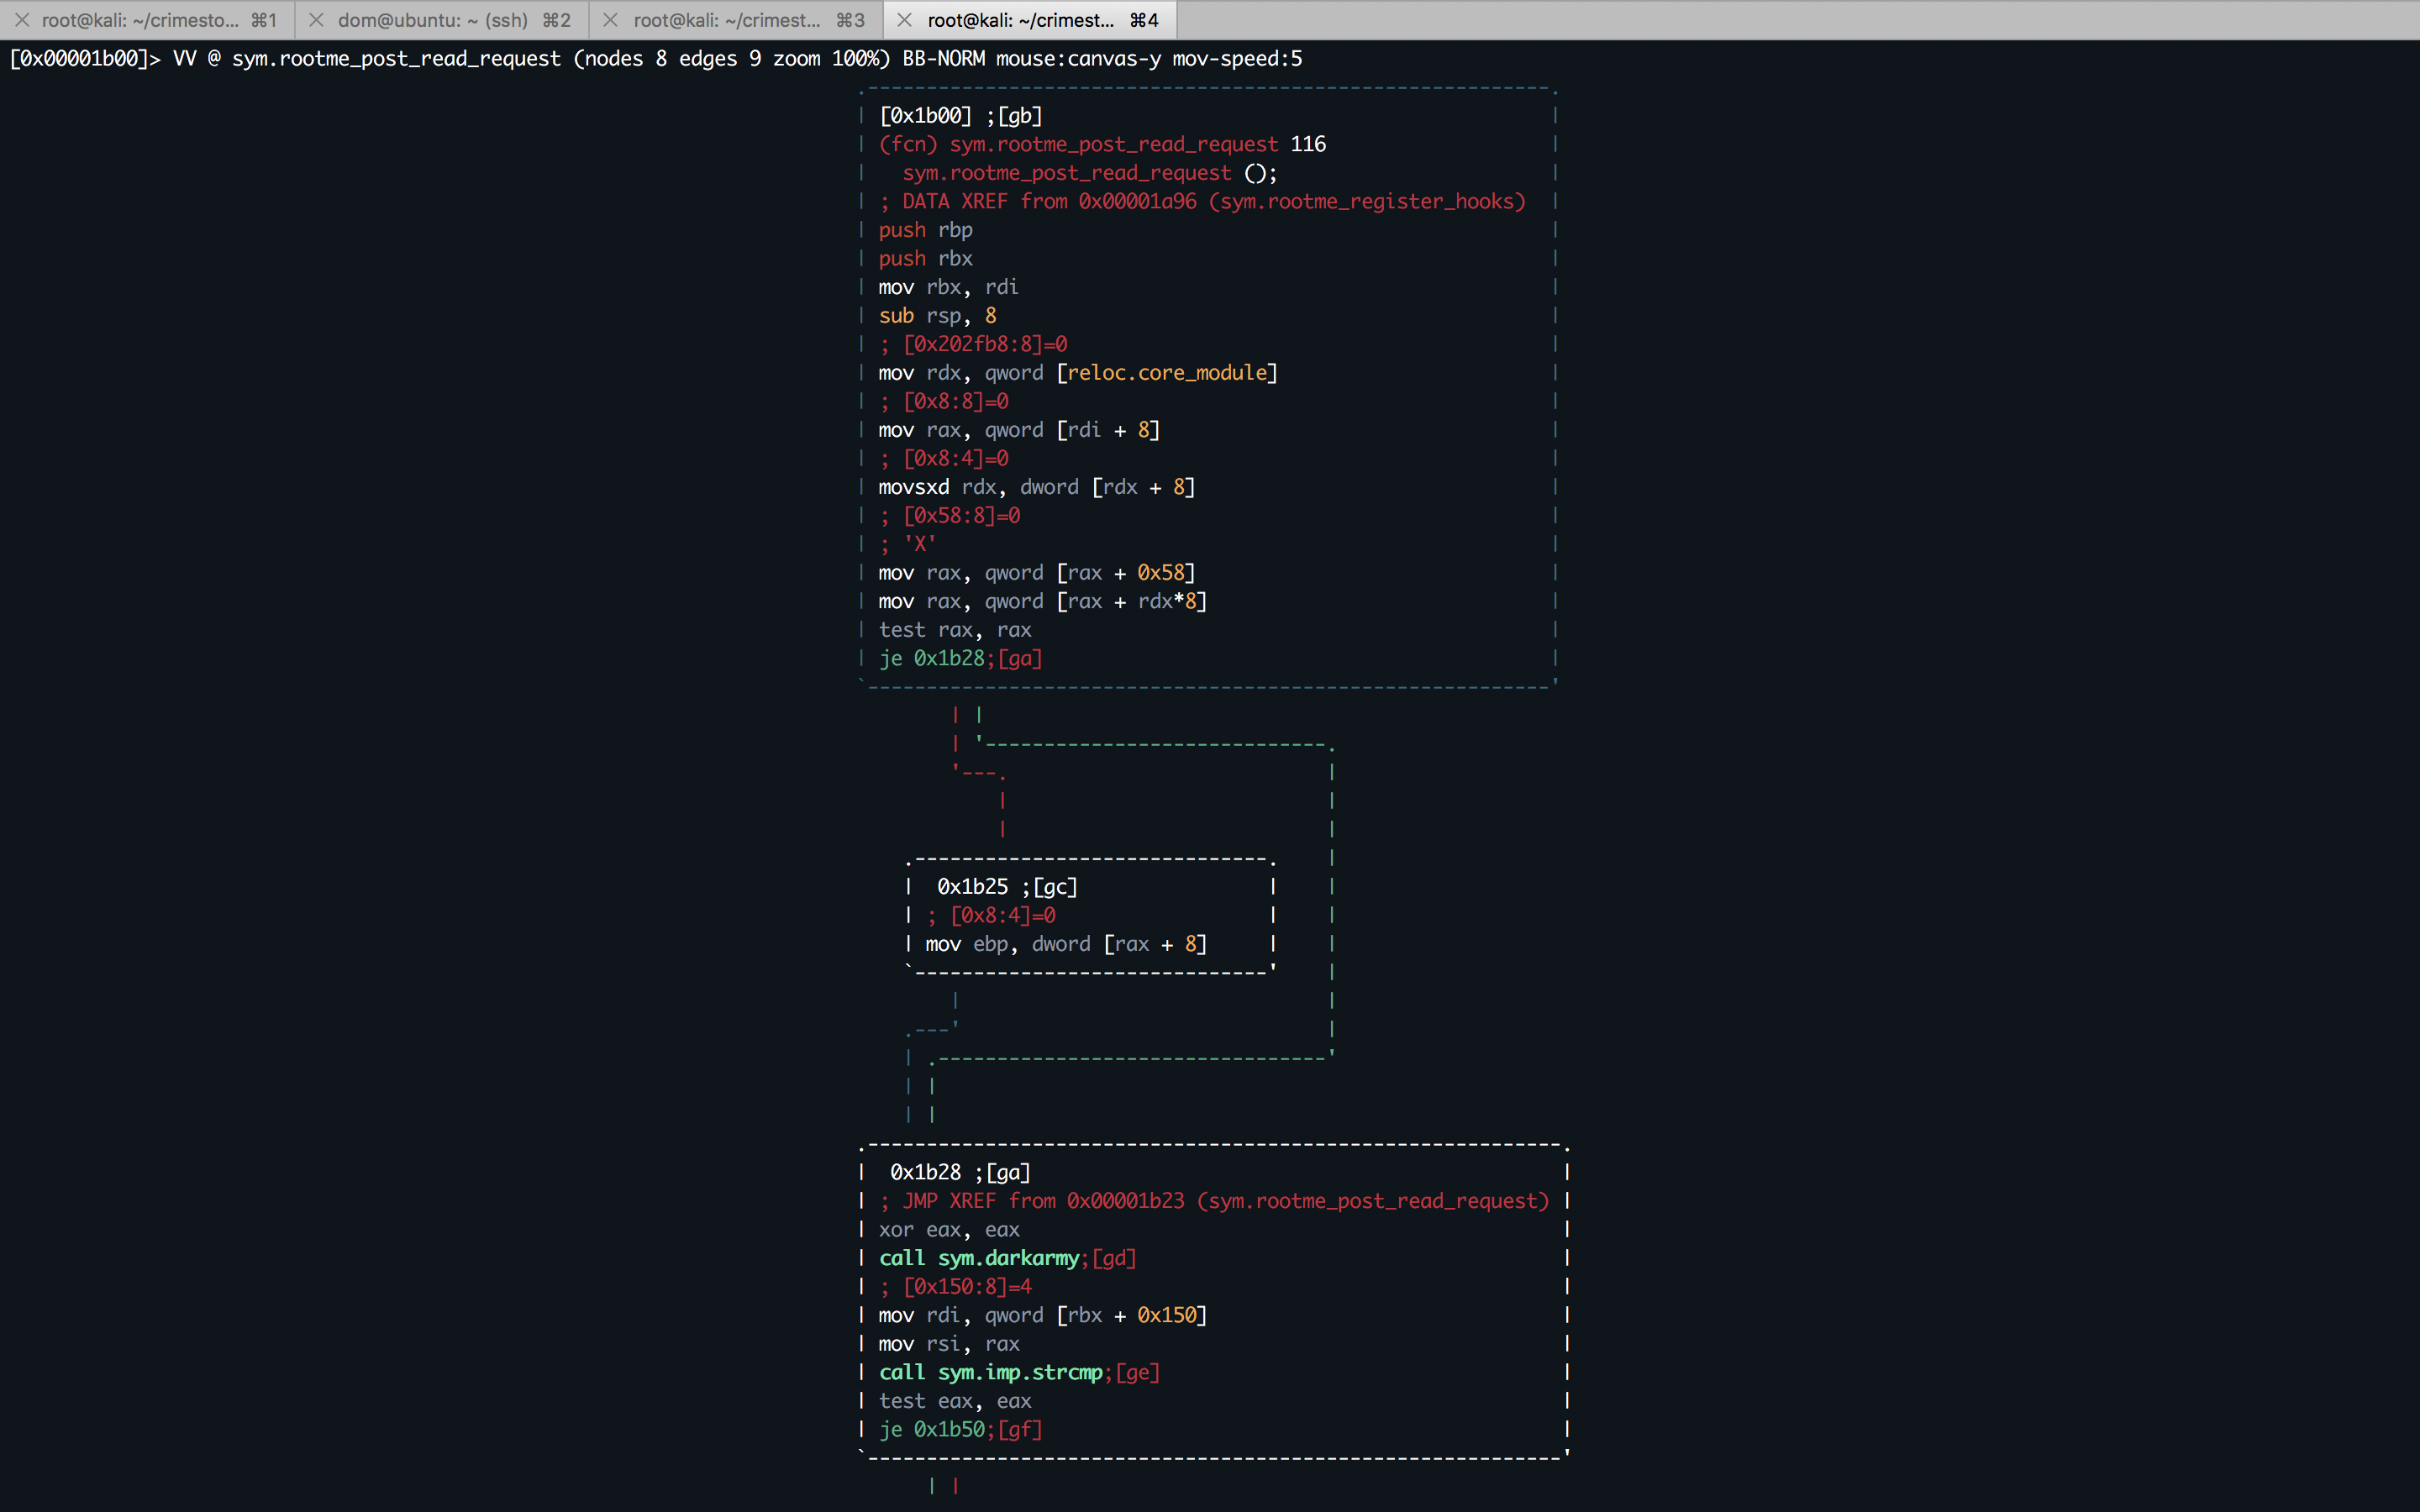 root@kali: ~/crimesto... ⌘1
dom@ubuntu: ~ (ssh) ⌘2
root@kali: ~/crimest... ⌘3
root@kali: ~/crimest... ⌘4
[0x00001b00]> VV @ sym.rootme_post_read_request (nodes 8 edges 9 zoom 100%) BB-NORM mouse:canvas-y mov-speed:5
[0x1b00] ;[gb]
(fcn) sym.rootme_post_read_request 116
sym.rootme_post_read_request ();
; DATA XREF from 0x00001a96 (sym.rootme_register_hooks)
push rbp
push rbx
mov rbx, rdi
sub rsp, 8
; [0x202fb8:8]=0
mov rdx, qword [reloc.core_module]
; [0x8:8]=0
mov rax, qword [rdi + 8]
; [0x8:4]=0
movsxd rdx, dword [rdx + 8]
; [0x58:8]=0
; 'X'
mov rax, qword [rax + 0x58]
mov rax, qword [rax + rdx*8]
test rax, rax
je 0x1b28;[ga]
0x1b25 ;[gc]
; [0x8:4]=0
mov ebp, dword [rax + 8]
0x1b28 ;[ga]
; JMP XREF from 0x00001b23 (sym.rootme_post_read_request)
xor eax, eax
call sym.darkarmy;[gd]
; [0x150:8]=4
mov rdi, qword [rbx + 0x150]
mov rsi, rax
call sym.imp.strcmp;[ge]
test eax, eax
je 0x1b50;[gf]